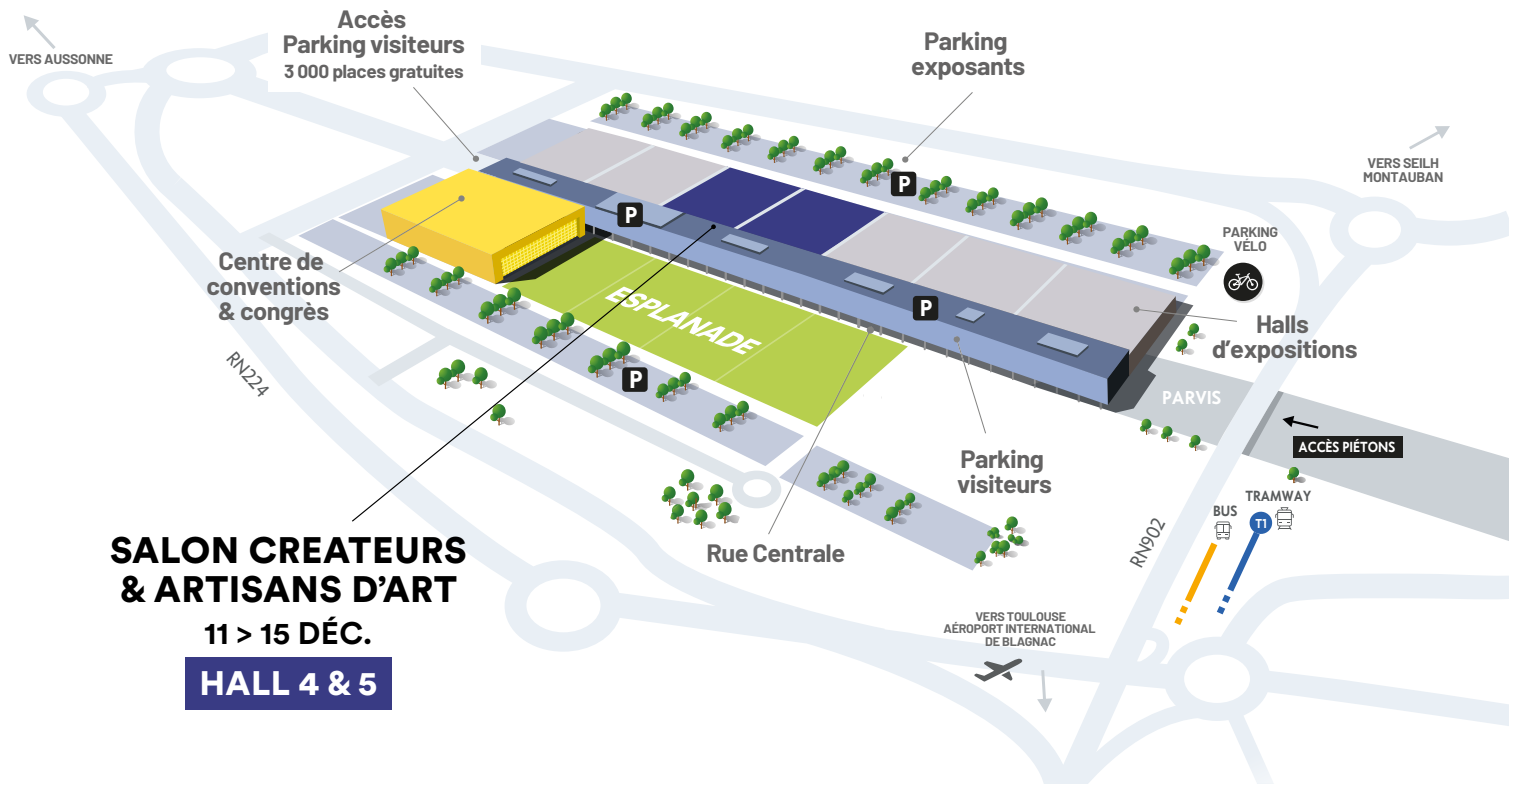 VERS AUSSONNE
Accès
Parking visiteurs
3 000 places gratuites
Parking
exposants
VERS SEILH
MONTAUBAN
P
PARKING
VÉLO
P
Centre de
conventions
& congrès
ESPLANADE
P
Halls
d’expositions
RN224
P
PARVIS
ACCÈS PIÉTONS
Parking
visiteurs
TRAMWAY
BUS
T1
RN902
Rue Centrale
SALON CREATEURS
& ARTISANS D’ART
11 > 15 DÉC.
HALL 4 & 5
VERS TOULOUSE
AÉROPORT INTERNATIONAL
DE BLAGNAC